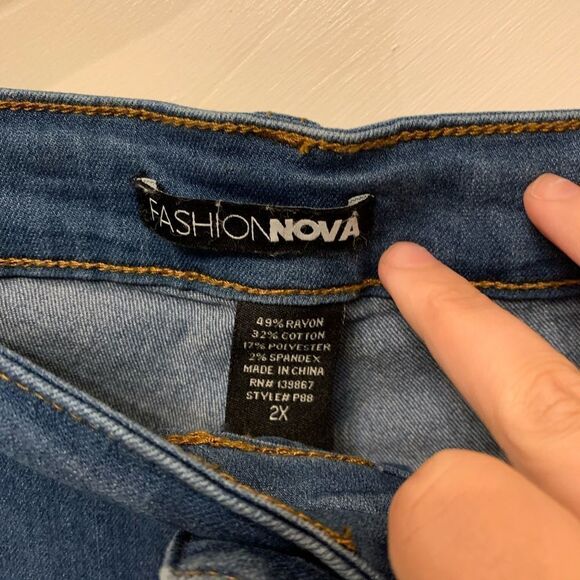 FASHIONNOVA
49% RAYON
32% COTTON
17% POLYESTER
2% SPANDEX
MADE IN CHINA
RN# 139867
STYLE# P88
2X